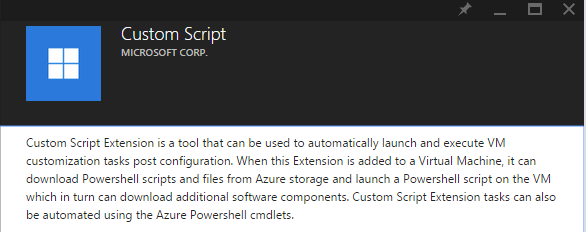 Custom Script
MICROSOFT CORP.
Custom Script Extension is a tool that can be used to automatically launch and execute VM
customization tasks post configuration. When this Extension is added to a Virtual Machine, it can
download Powershell scripts and files from Azure storage and launch a Powershell script on the VM
which in turn can download additional software components. Custom Script Extension tasks can also
be automated using the Azure Powershell cmdlets.